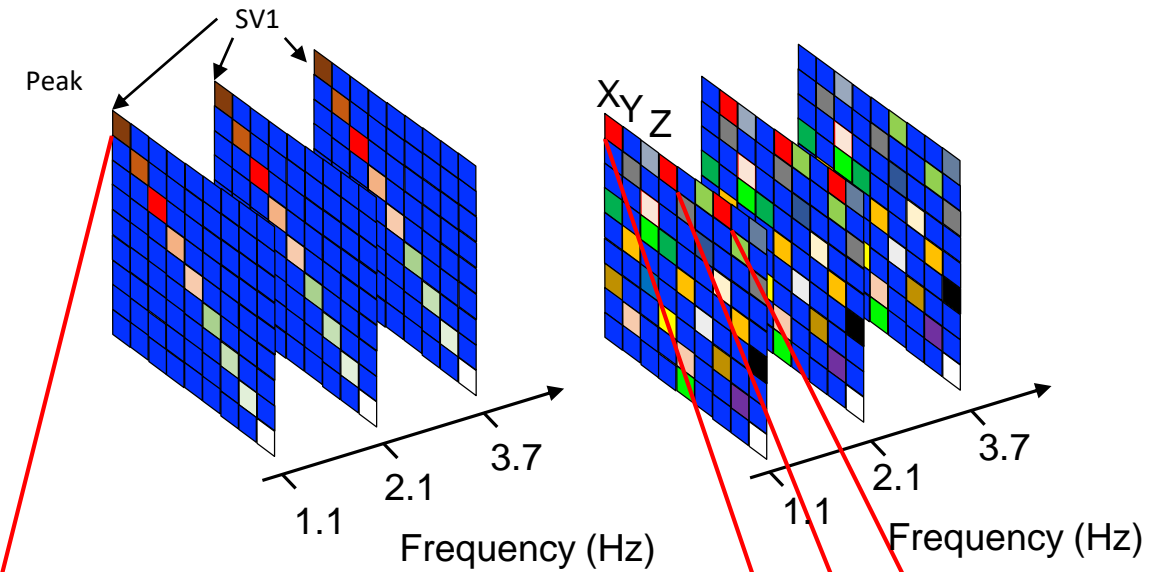 SV1
Peak
X Y Z
1.1
2.1
3.7
Frequency (Hz)
1.1
2.1
3.7
Frequency (Hz)